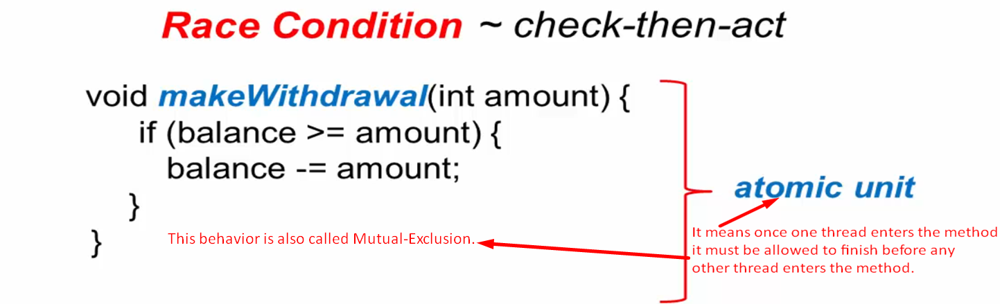 Race Condition ~ check-then-act
void makeWithdrawal(int amount) {
if (balance >= amount) {
balance -= amount;
}
}
atomic unit
It means once one thread enters the method
it must be allowed to finish before any
other thread enters the method.
This behavior is also called Mutual-Exclusion.